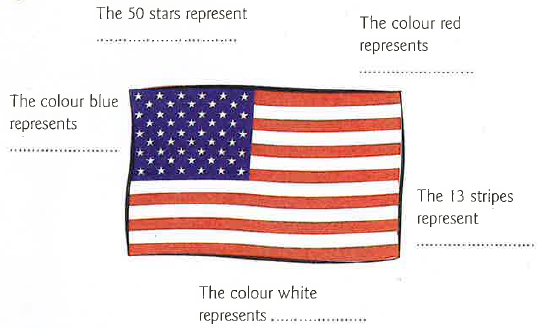 The 50 stars represent
................................
The colour red
represents
..........................
The colour blue
represents
.........................
The 13 stripes
represent
...........................
The colour white
represents ......................